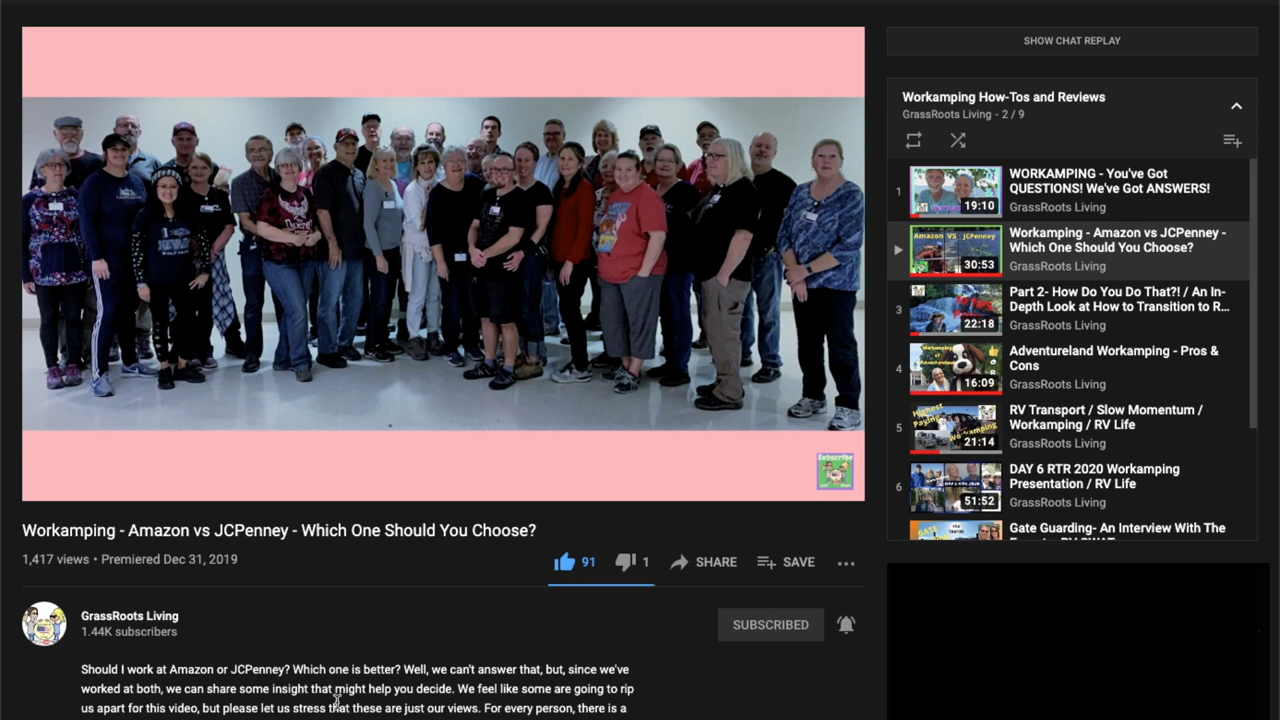 SHOW CHAT REPLAY
Workamping How-Tos and Reviews
GrassRoots Living - 2 / 9
1
WORKAMPING - You've Got
QUESTIONS! We've Got ANSWERS!
GrassRoots Living
19:10
Amazon VS JCPenney
Workamping - Amazon vs JCPenney -
Which One Should You Choose?
GrassRoots Living
30:53
3
Part 2- How Do You Do That?! / An In-
Depth Look at How to Transition to R...
GrassRoots Living
22:18
4
Adventureland Workamping - Pros &
Cons
GrassRoots Living
16:09
5
Highest
Paying
Workamping
RV Transport / Slow Momentum /
Workamping / RV Life
GrassRoots Living
21:14
6
DAY 6 RTR 2020 Workamping
Presentation / RV Life
GrassRoots Living
51:52
Gate Guarding- An Interview With The
Subscribe
Workamping - Amazon vs JCPenney - Which One Should You Choose?
1,417 views • Premiered Dec 31, 2019
91
1
SHARE
SAVE
GrassRoots Living
1.44K subscribers
SUBSCRIBED
Should I work at Amazon or JCPenney? Which one is better? Well, we can't answer that, but, since we've
worked at both, we can share some insight that might help you decide. We feel like some are going to rip
us apart for this video, but please let us stress that these are just our views. For every person, there is a